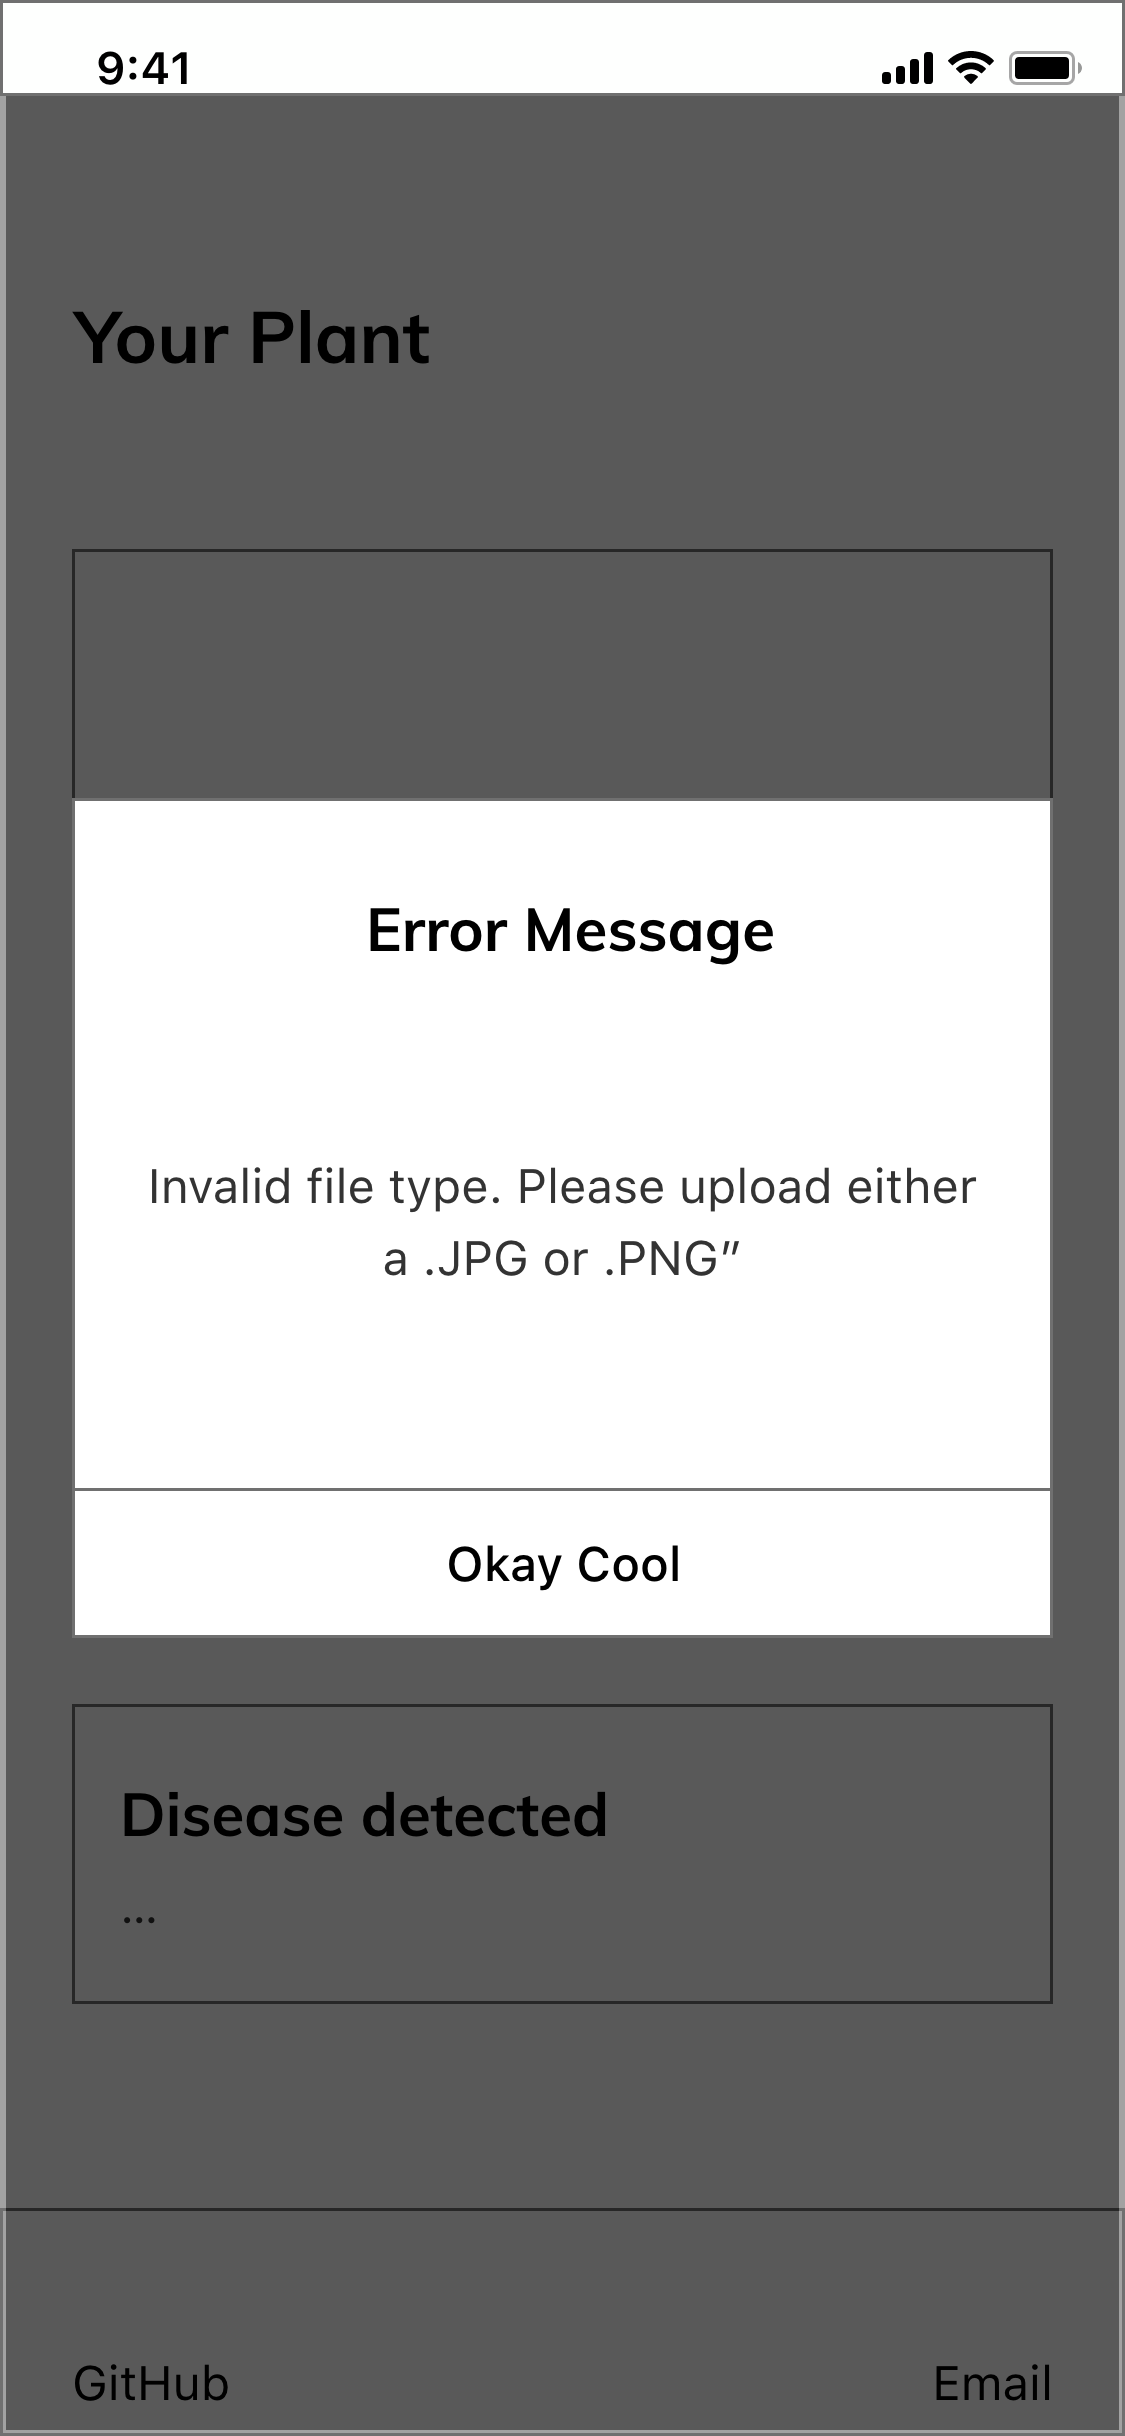 9:41
Your Plant
Error Message
Invalid file type. Please upload either
a .JPG or .PNG”
Okay Cool
Disease detected
...
GitHub
Email